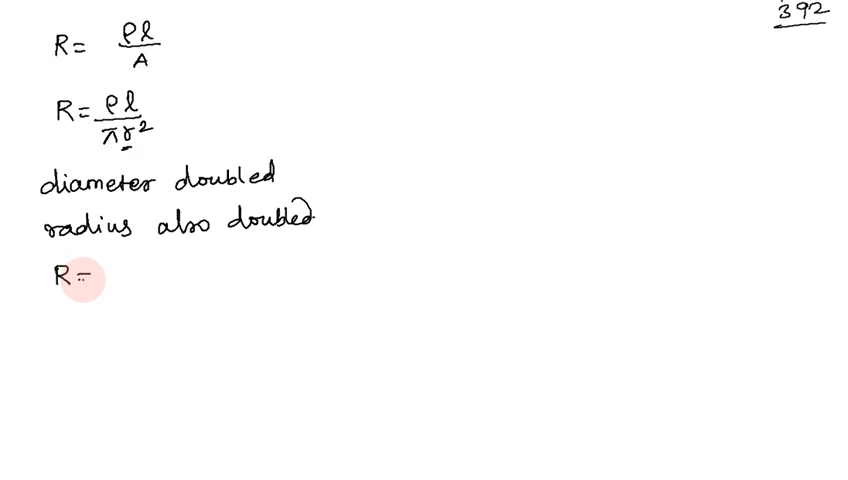 392
R = ρl/A
R = ρl/πr²
diameter doubled
radius also doubled
R =